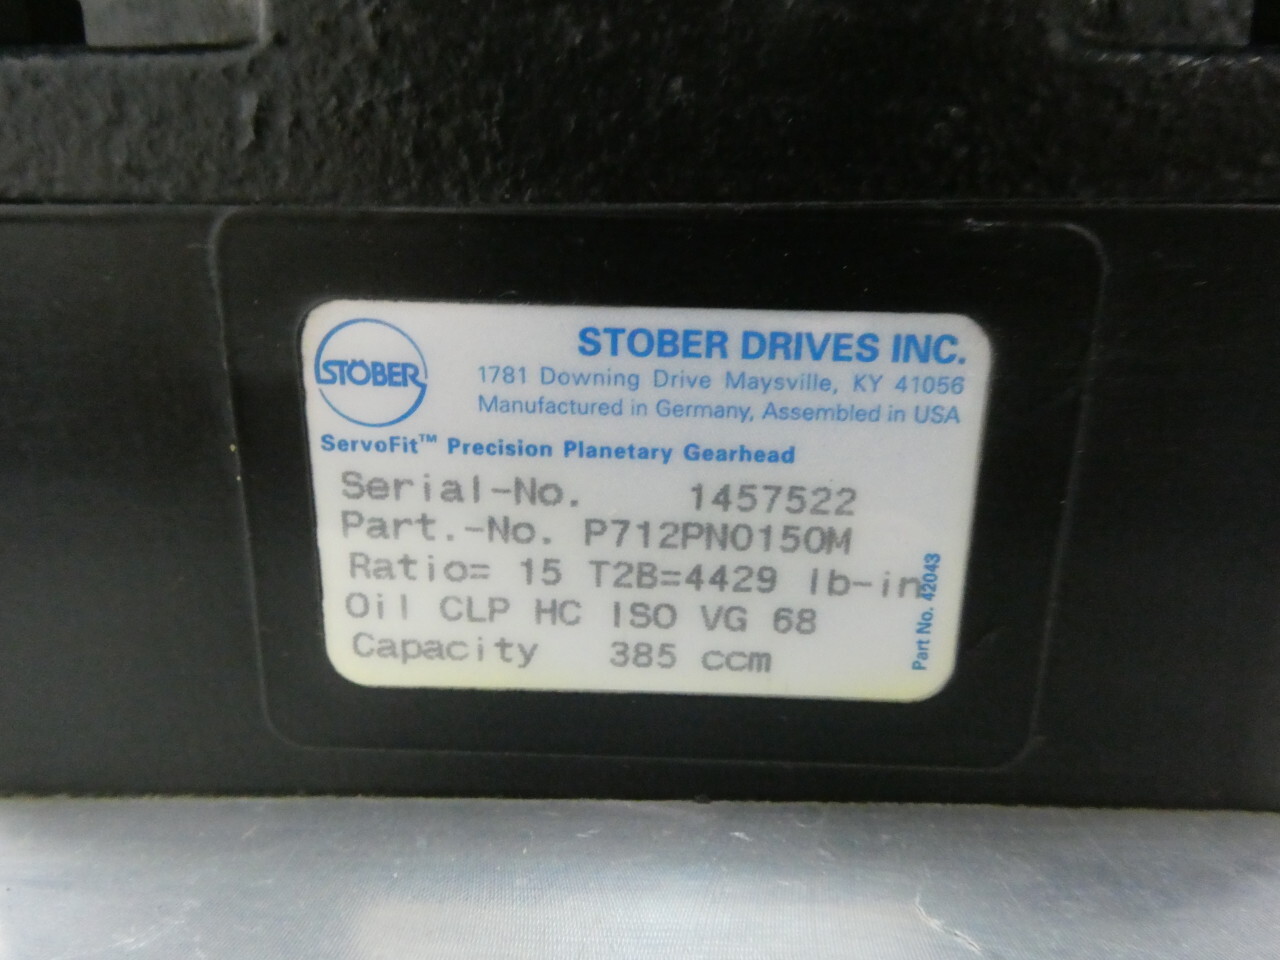 STÖBER
STOBER DRIVES INC.
1781 Downing Drive Maysville, KY 41056
Manufactured in Germany, Assembled in USA
ServoFit™ Precision Planetary Gearhead
Serial-No. 1457522
Part.-No. P712PN0150M
Ratio= 15 T2B=4429 lb-in
Oil CLP HC ISO VG 68
Capacity 385 ccm
Part No. 42043